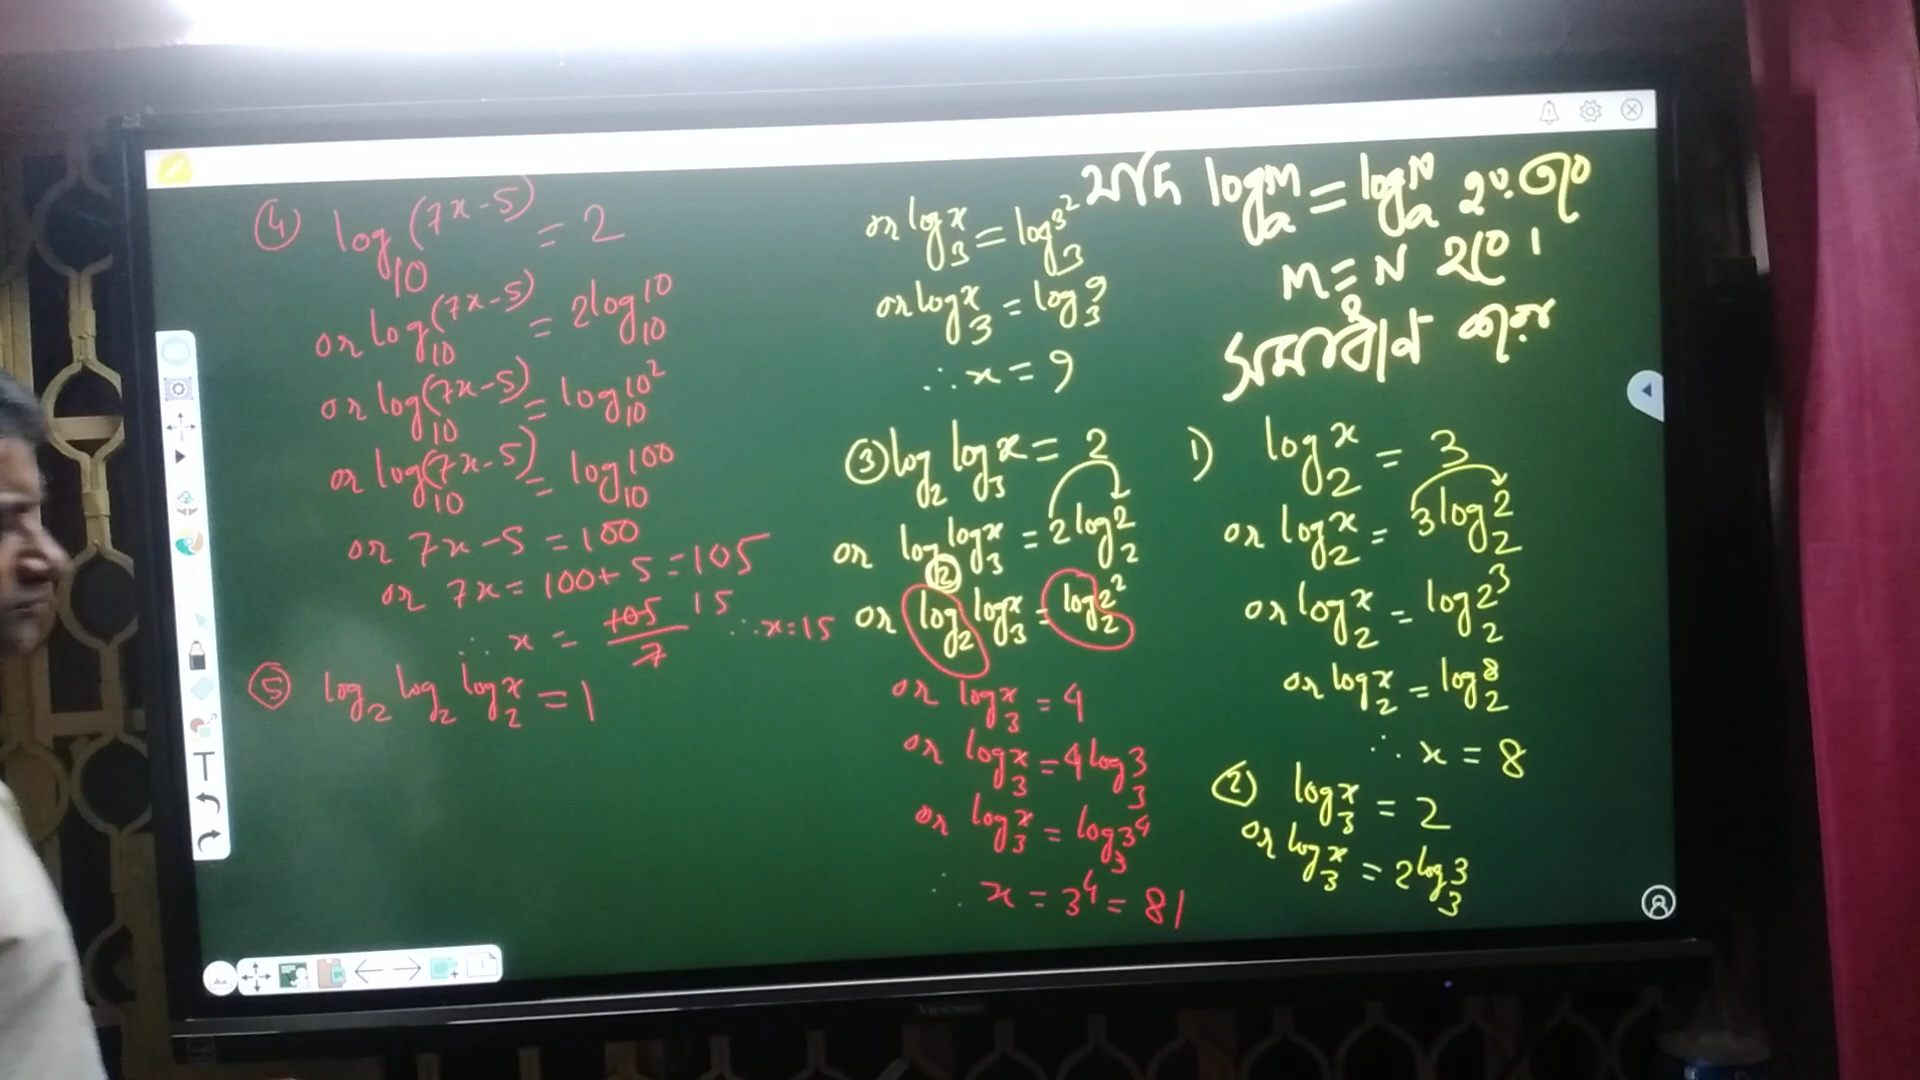 যদি logₐM = logₐN হয় তবে
M = N হবে।
সমাধান করঃ
1) log₂x = 3
or log₂x = 3log₂2
or log₂x = log₂2³
or log₂x = log₂8
∴ x = 8
② log₃x = 2
or log₃x = 2log₃3
or log₃x = log₃3²
or log₃x = log₃9
∴ x = 9
③ log₂ log₃x = 2
or log₂ log₃x = 2log₂2
or log₂ log₃x = log₂2²
or log₃x = 4
or log₃x = 4log₃3
or log₃x = log₃3⁴
∴ x = 3⁴ = 81
④ log₁₀(7x-5) = 2
or log₁₀(7x-5) = 2log₁₀10
or log₁₀(7x-5) = log₁₀10²
or log₁₀(7x-5) = log₁₀100
or 7x-5 = 100
or 7x = 100+5 = 105
∴ x = 105/7 15 ∴ x = 15
⑤ log₂ log₂ log₂x = 1